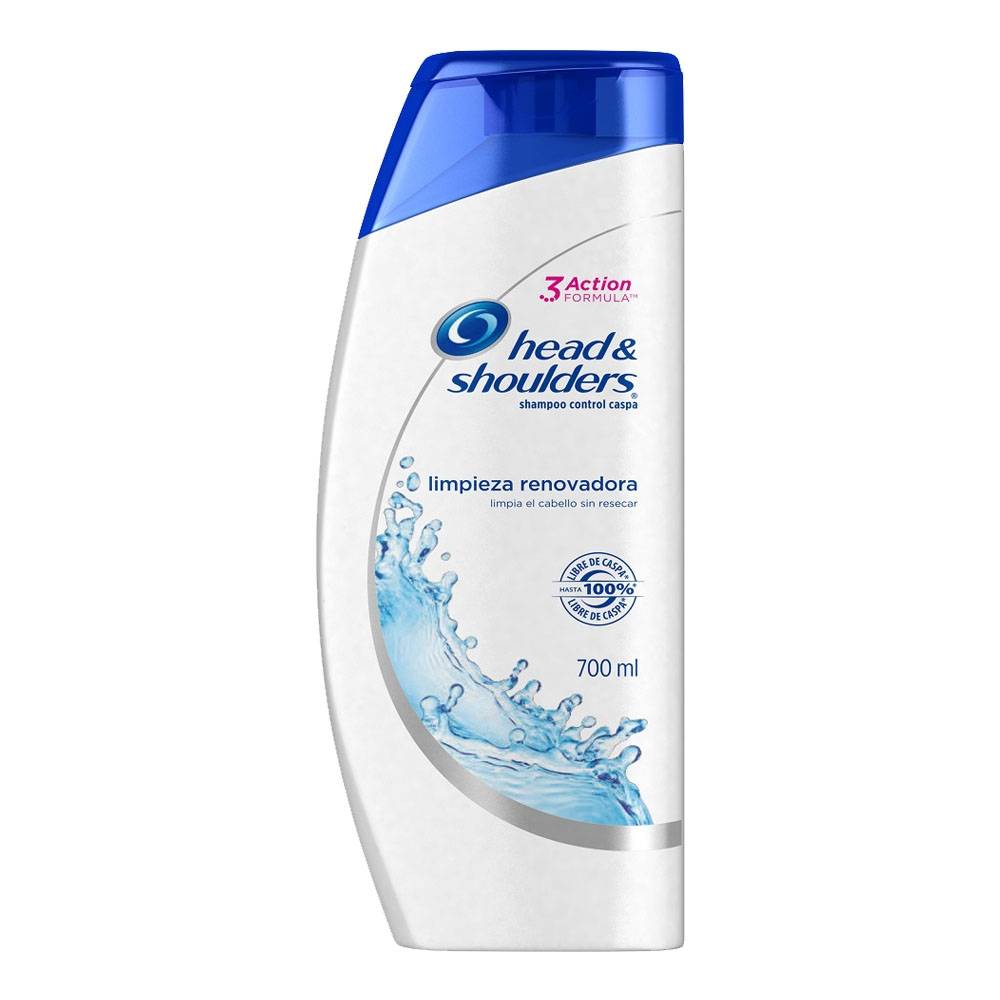 3 Action
FORMULA™
head &
shoulders®
shampoo control caspa
limpieza renovadora
limpia el cabello sin resecar
LIBRE DE CASPA*
HASTA 100%*
LIBRE DE CASPA*
700 ml